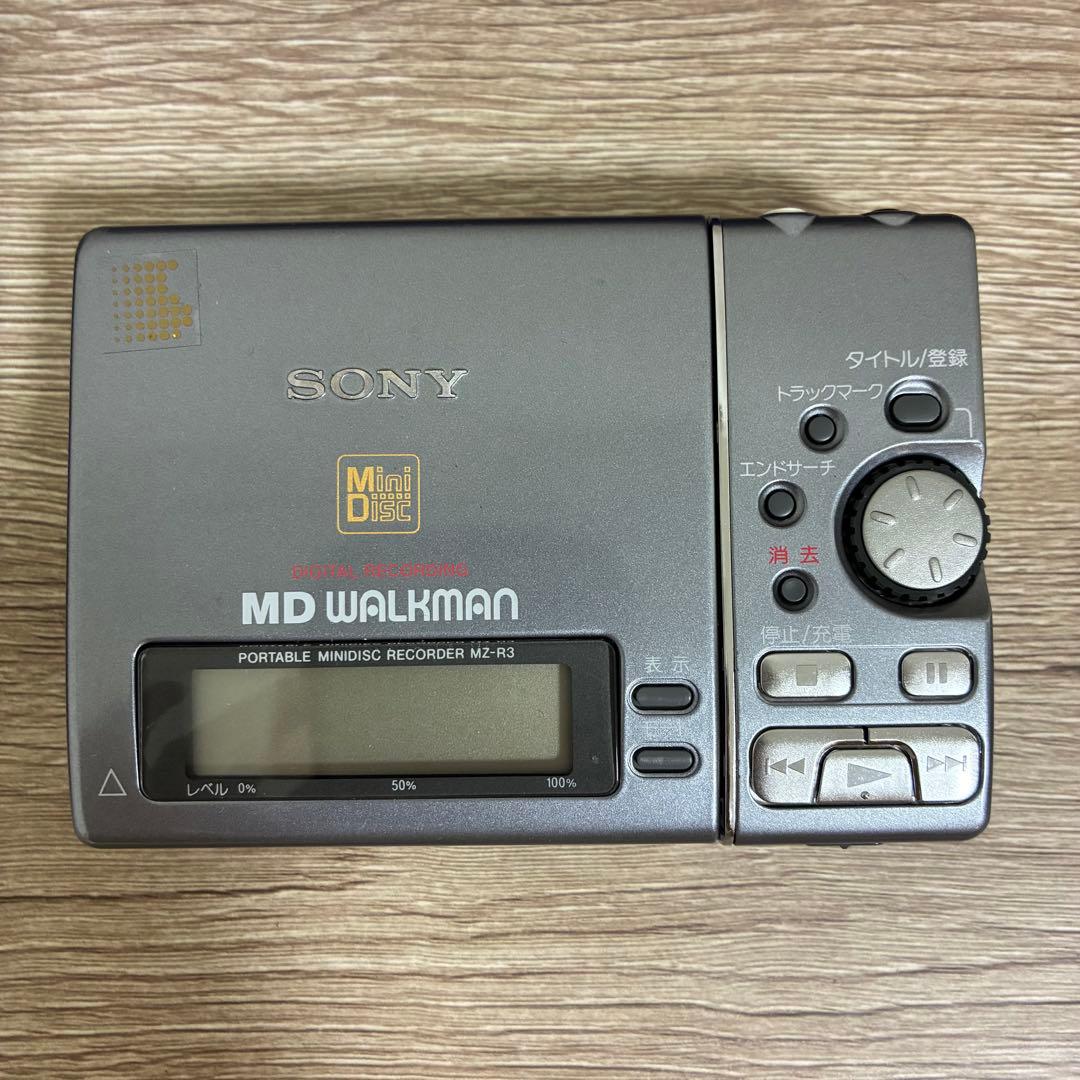 SONY
Mini
Disc
DIGITAL RECORDING
MD WALKMAN
PORTABLE MINIDISC RECORDER MZ-R3
レベル 0% 50% 100%
表示
タイトル/登録
トラックマーク
エンドサーチ
消去
停止/充電